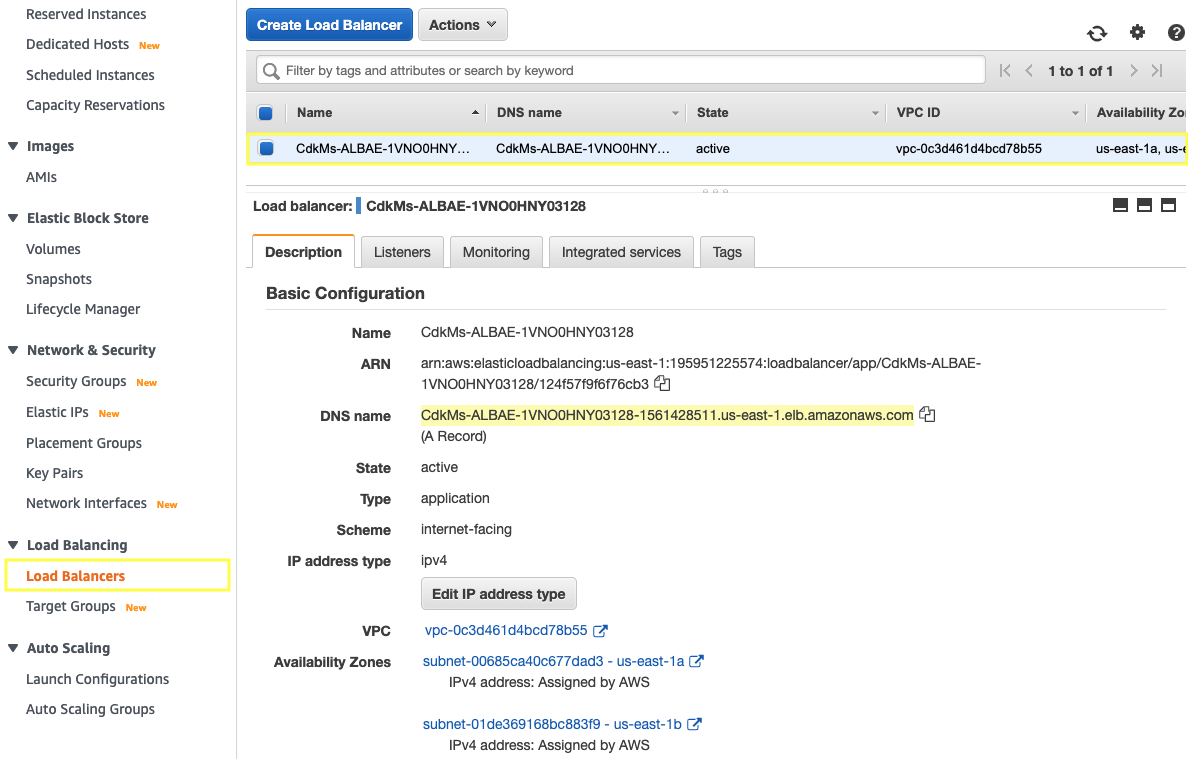 Reserved Instances
Dedicated Hosts New
Scheduled Instances
Capacity Reservations
Images
AMIs
Elastic Block Store
Volumes
Snapshots
Lifecycle Manager
Network & Security
Security Groups New
Elastic IPs New
Placement Groups
Key Pairs
Network Interfaces New
Load Balancing
Load Balancers
Target Groups New
Auto Scaling
Launch Configurations
Auto Scaling Groups
Create Load Balancer Actions
Filter by tags and attributes or search by keyword 1 to 1 of 1
Name DNS name State VPC ID Availability Zo
CdkMs-ALBAE-1VNO0HNY... CdkMs-ALBAE-1VNO0HNY... active vpc-0c3d461d4bcd78b55 us-east-1a, us-e
Load balancer: CdkMs-ALBAE-1VNO0HNY03128
Description Listeners Monitoring Integrated services Tags
Basic Configuration
Name CdkMs-ALBAE-1VNO0HNY03128
ARN arn:aws:elasticloadbalancing:us-east-1:195951225574:loadbalancer/app/CdkMs-ALBAE-
1VNO0HNY03128/124f57f9f6f76cb3
DNS name CdkMs-ALBAE-1VNO0HNY03128-1561428511.us-east-1.elb.amazonaws.com
(A Record)
State active
Type application
Scheme internet-facing
IP address type ipv4
Edit IP address type
VPC vpc-0c3d461d4bcd78b55
Availability Zones subnet-00685ca40c677dad3 - us-east-1a
IPv4 address: Assigned by AWS
subnet-01de369168bc883f9 - us-east-1b
IPv4 address: Assigned by AWS